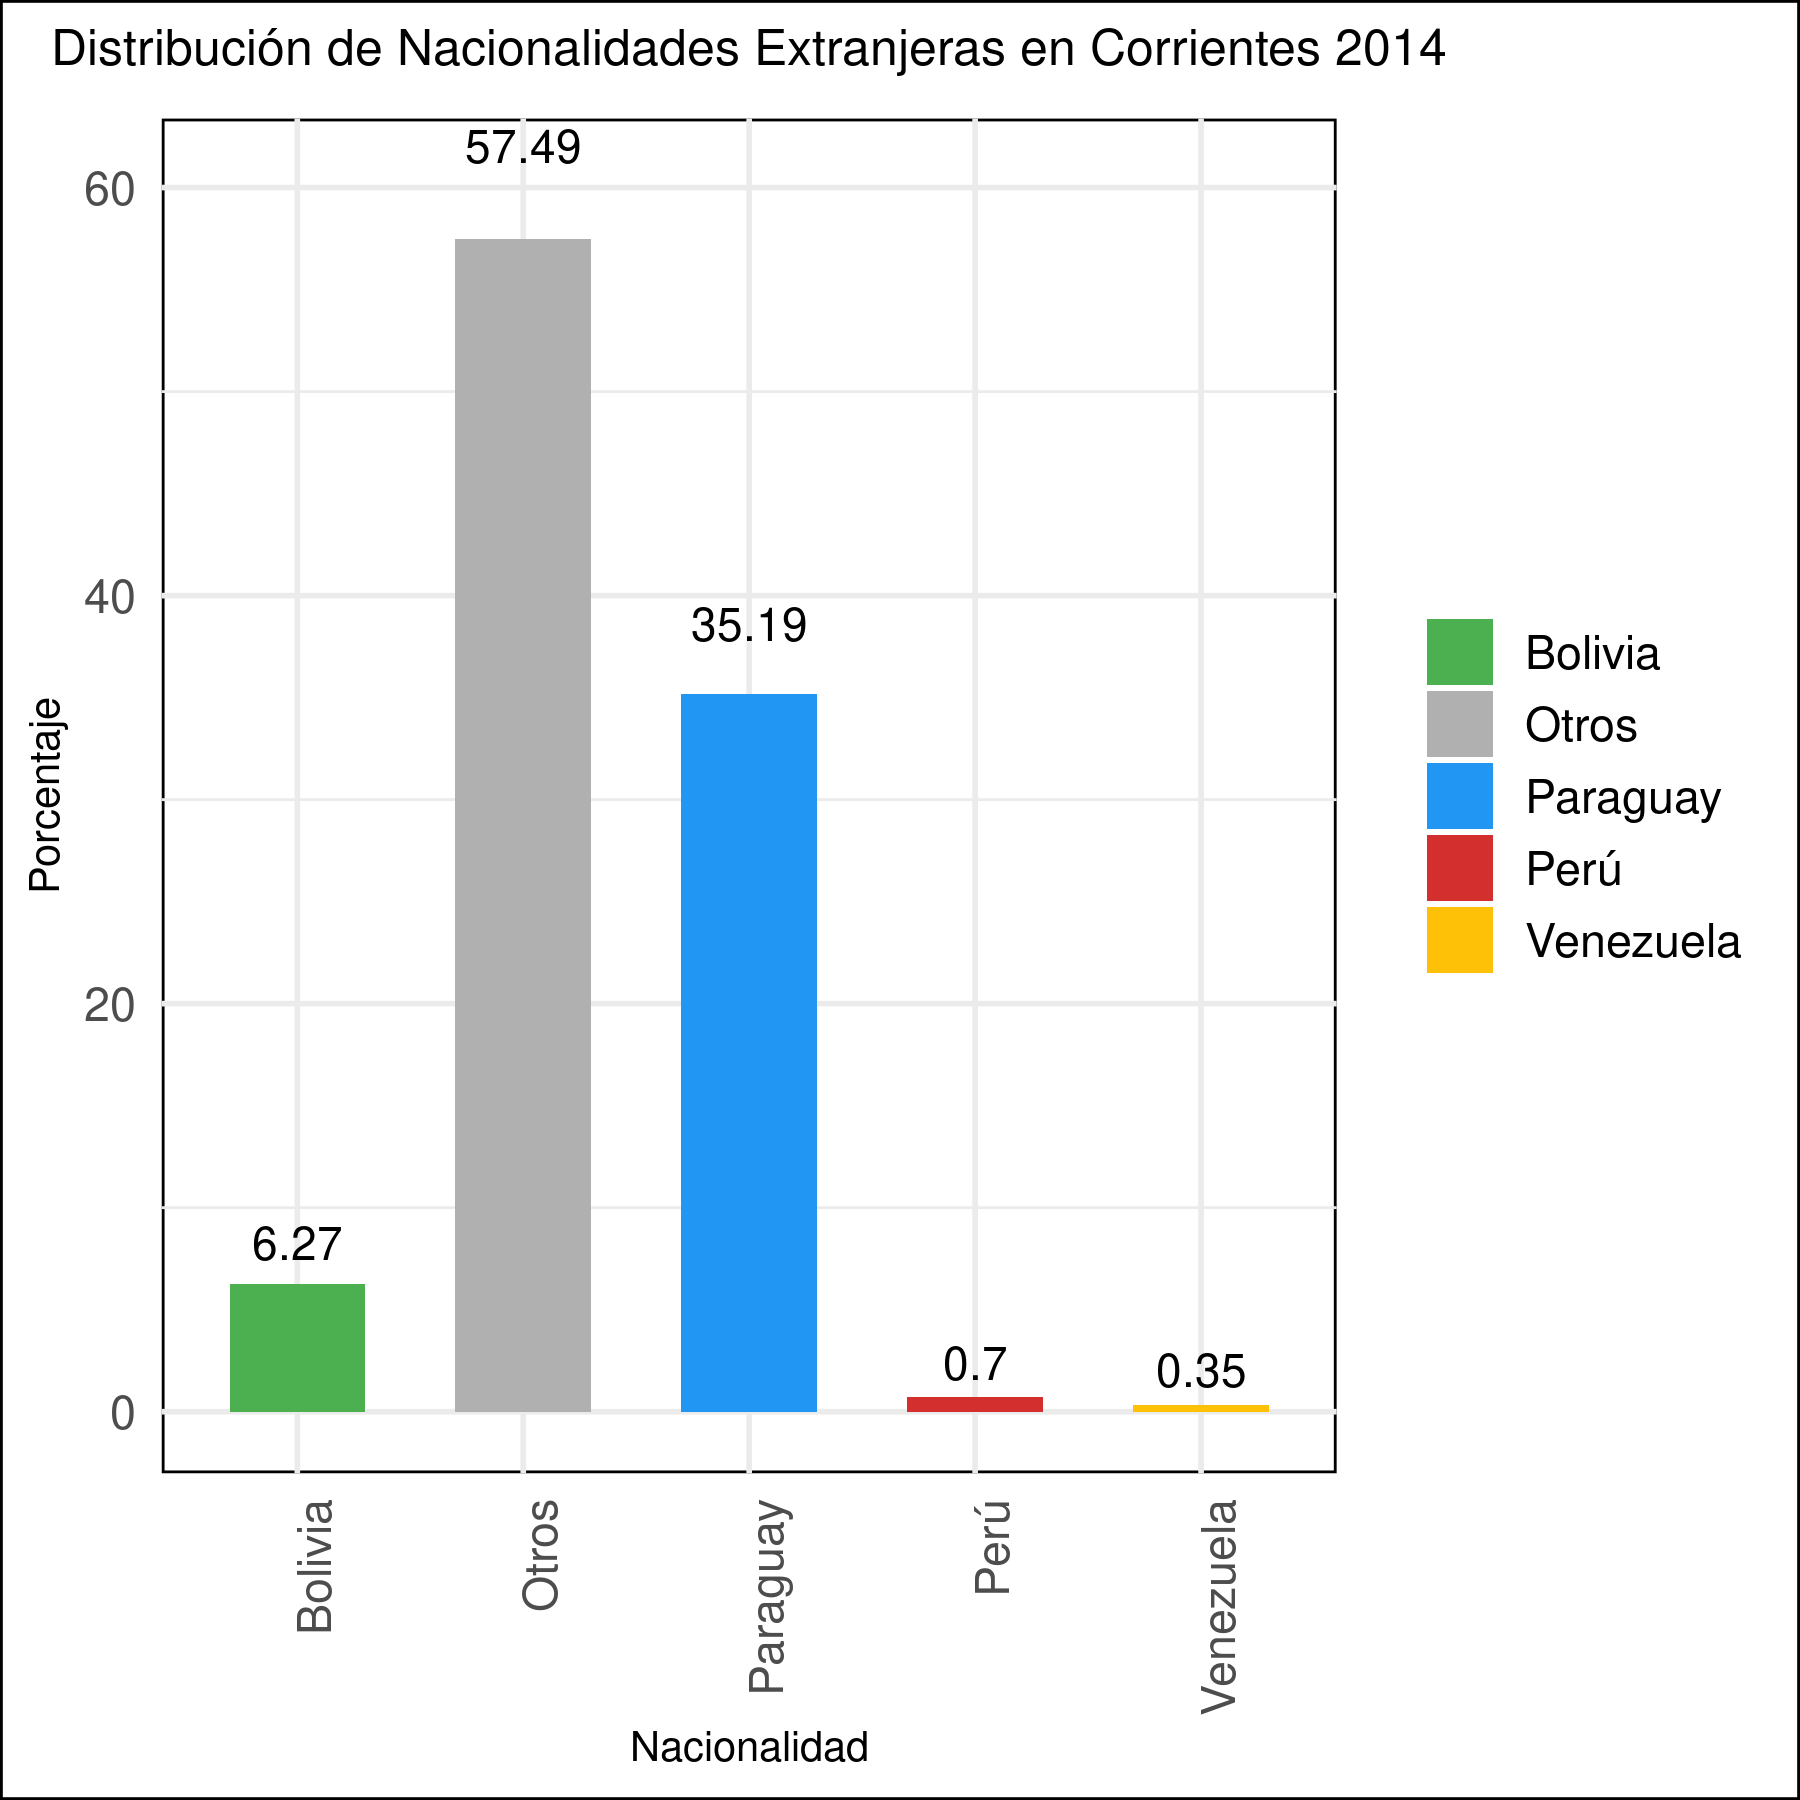 Distribución de Nacionalidades Extranjeras en Corrientes 2014
57.49
60
40
35.19
20
6.27
0.7
0.35
0
Porcentaje
Bolivia
Otros
Paraguay
Perú
Venezuela
Nacionalidad
Bolivia
Otros
Paraguay
Perú
Venezuela